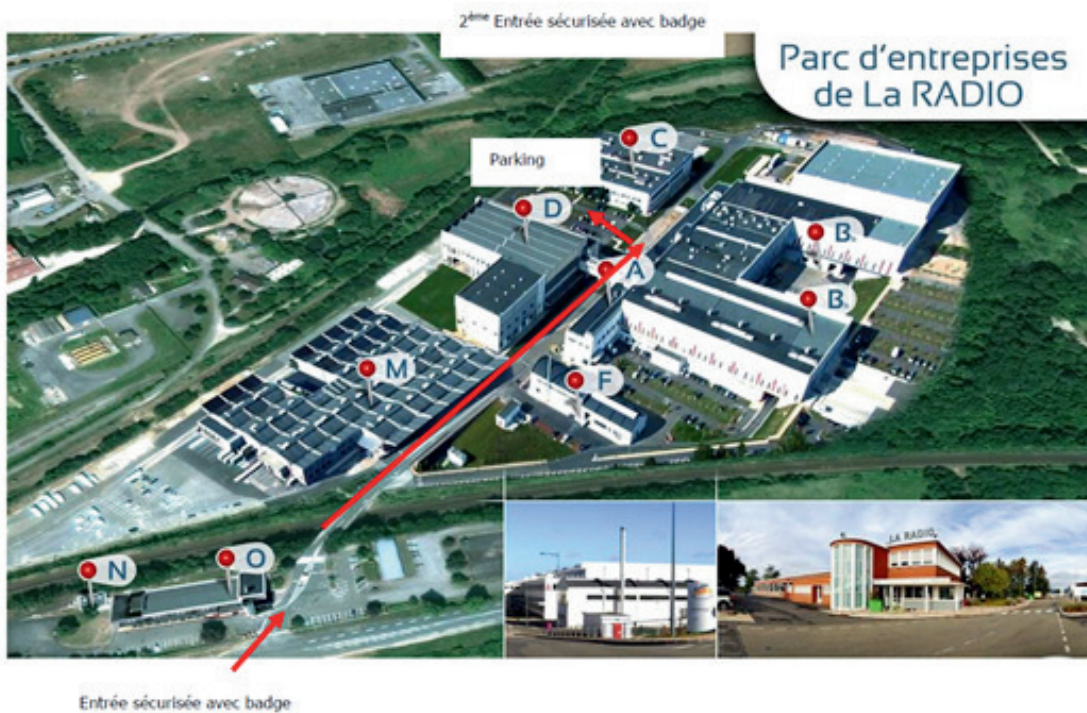 2ème Entrée sécurisée avec badge
Parc d'entreprises
de La RADIO
Parking
C
D
B
A
B
M
F
LA RADIO
N
O
Entrée sécurisée avec badge